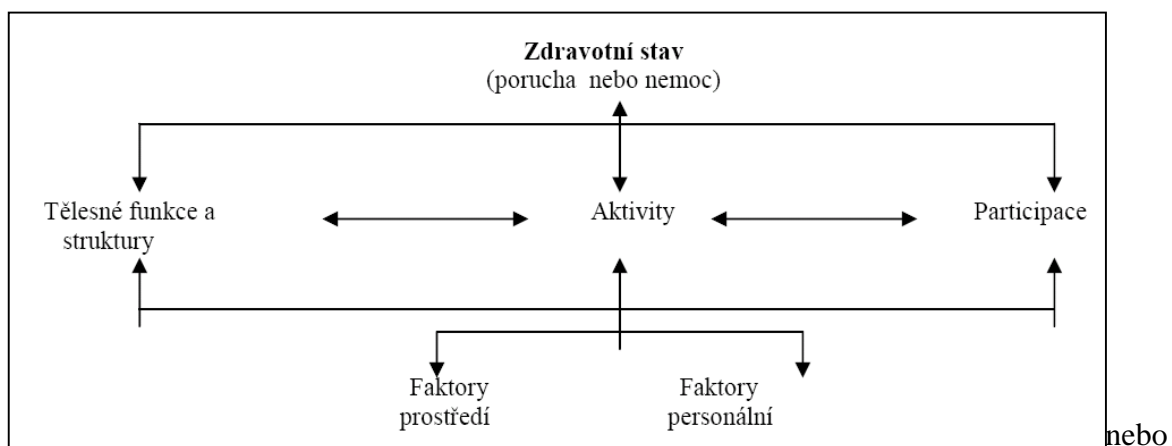 Zdravotní stav
(porucha nebo nemoc)
Tělesné funkce a
struktury
Aktivity
Participace
Faktory
prostředí
Faktory
personální
nebo